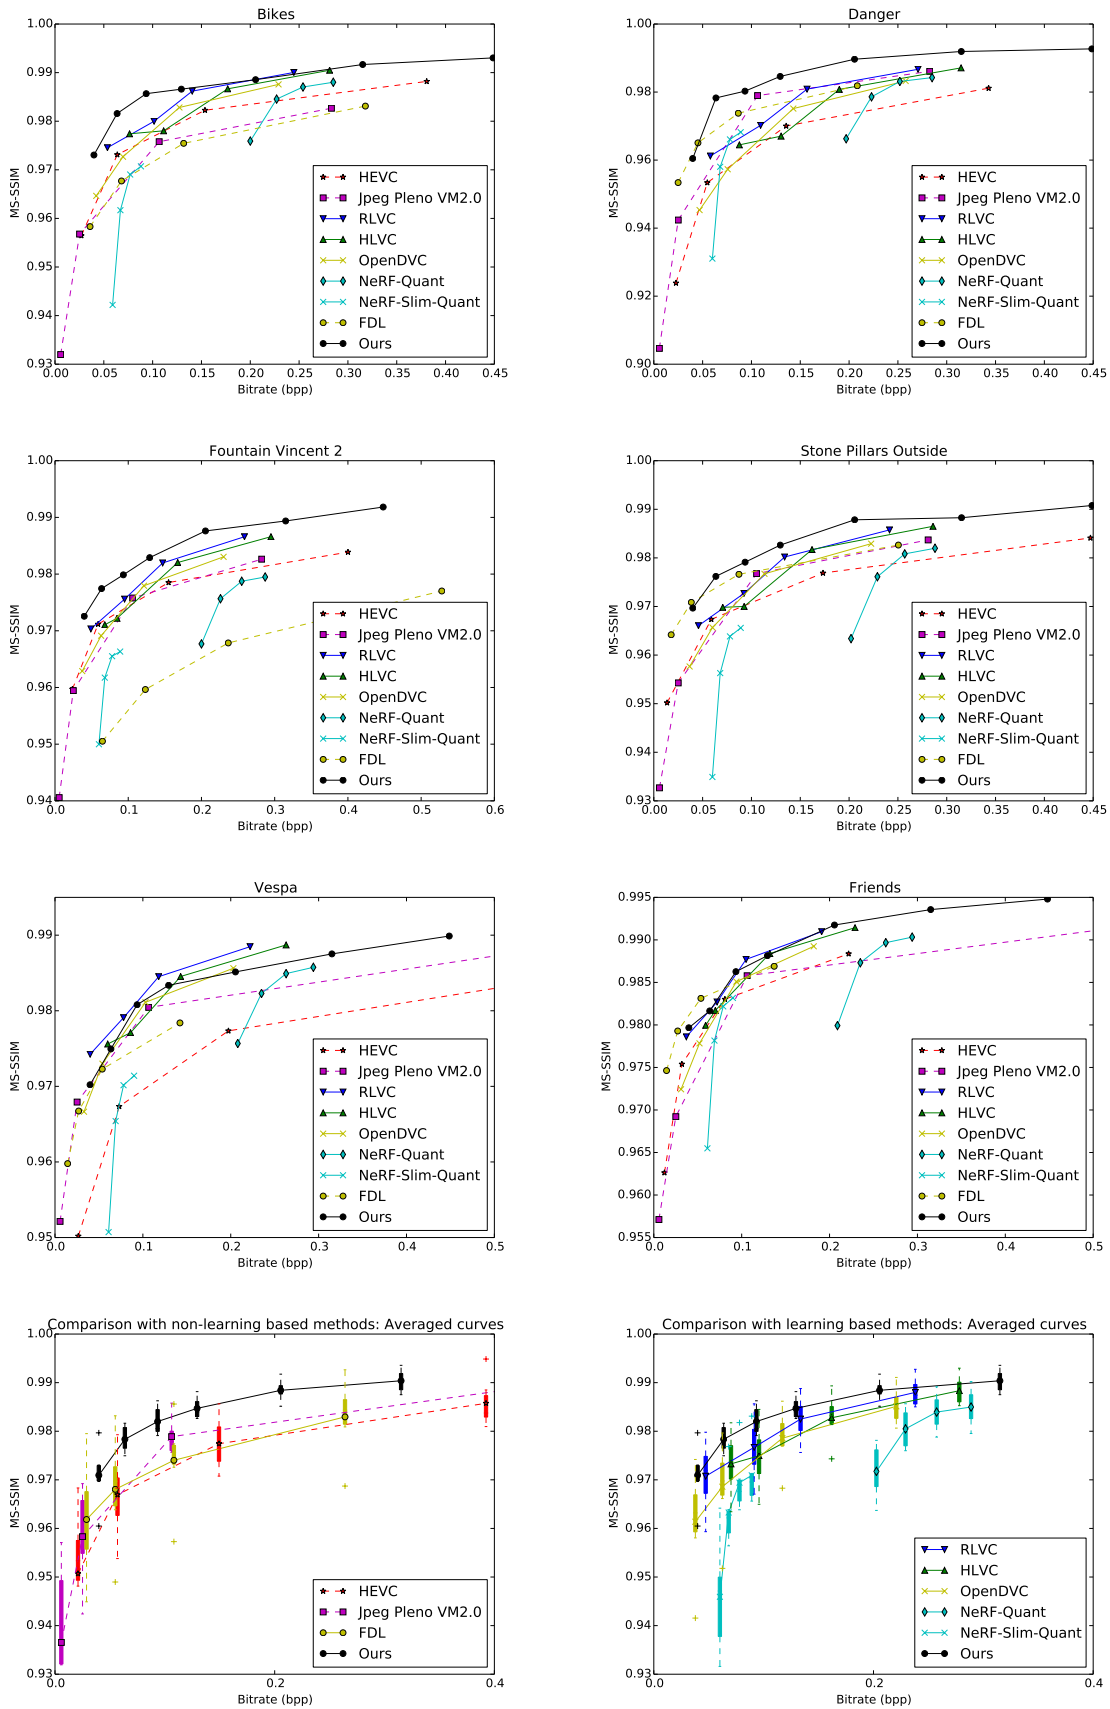 Bikes
MS-SSIM
1.00
0.99
0.98
0.97
0.96
0.95
0.94
0.93
0.00 0.05 0.10 0.15 0.20 0.25 0.30 0.35 0.40 0.45
Bitrate (bpp)
HEVC
Jpeg Pleno VM2.0
RLVC
HLVC
OpenDVC
NeRF-Quant
NeRF-Slim-Quant
FDL
Ours
Danger
MS-SSIM
1.00
0.98
0.96
0.94
0.92
0.90
0.00 0.05 0.10 0.15 0.20 0.25 0.30 0.35 0.40 0.45
Bitrate (bpp)
HEVC
Jpeg Pleno VM2.0
RLVC
HLVC
OpenDVC
NeRF-Quant
NeRF-Slim-Quant
FDL
Ours
Fountain Vincent 2
MS-SSIM
1.00
0.99
0.98
0.97
0.96
0.95
0.94
0.0 0.1 0.2 0.3 0.4 0.5 0.6
Bitrate (bpp)
HEVC
Jpeg Pleno VM2.0
RLVC
HLVC
OpenDVC
NeRF-Quant
NeRF-Slim-Quant
FDL
Ours
Stone Pillars Outside
MS-SSIM
1.00
0.99
0.98
0.97
0.96
0.95
0.94
0.93
0.00 0.05 0.10 0.15 0.20 0.25 0.30 0.35 0.40 0.45
Bitrate (bpp)
HEVC
Jpeg Pleno VM2.0
RLVC
HLVC
OpenDVC
NeRF-Quant
NeRF-Slim-Quant
FDL
Ours
Vespa
MS-SSIM
0.99
0.98
0.97
0.96
0.95
0.0 0.1 0.2 0.3 0.4 0.5
Bitrate (bpp)
HEVC
Jpeg Pleno VM2.0
RLVC
HLVC
OpenDVC
NeRF-Quant
NeRF-Slim-Quant
FDL
Ours
Friends
MS-SSIM
0.995
0.990
0.985
0.980
0.975
0.970
0.965
0.960
0.955
0.0 0.1 0.2 0.3 0.4 0.5
Bitrate (bpp)
HEVC
Jpeg Pleno VM2.0
RLVC
HLVC
OpenDVC
NeRF-Quant
NeRF-Slim-Quant
FDL
Ours
Comparison with non-learning based methods: Averaged curves
MS-SSIM
1.00
0.99
0.98
0.97
0.96
0.95
0.94
0.93
0.0 0.2 0.4
Bitrate (bpp)
HEVC
Jpeg Pleno VM2.0
FDL
Ours
Comparison with learning based methods: Averaged curves
MS-SSIM
1.00
0.99
0.98
0.97
0.96
0.95
0.94
0.93
0.0 0.2 0.4
Bitrate (bpp)
RLVC
HLVC
OpenDVC
NeRF-Quant
NeRF-Slim-Quant
Ours